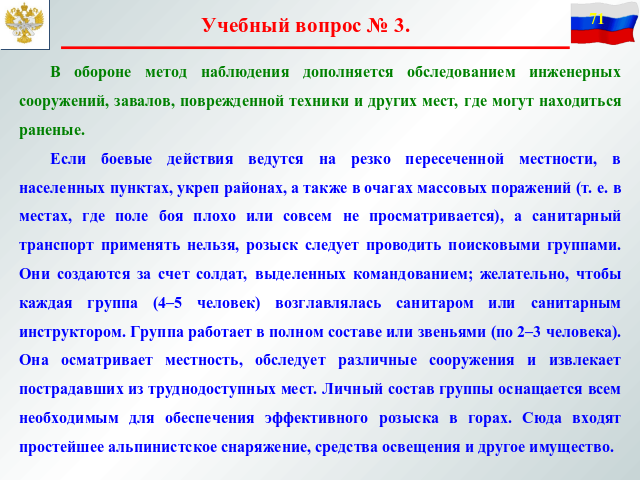 Учебный вопрос № 3.
71
В обороне метод наблюдения дополняется обследованием инженерных
сооружений, завалов, поврежденной техники и других мест, где могут находиться
раненые.
Если боевые действия ведутся на резко пересеченной местности, в
населенных пунктах, укреп районах, а также в очагах массовых поражений (т. е. в
местах, где поле боя плохо или совсем не просматривается), а санитарный
транспорт применять нельзя, розыск следует проводить поисковыми группами.
Они создаются за счет солдат, выделенных командованием; желательно, чтобы
каждая группа (4–5 человек) возглавлялась санитаром или санитарным
инструктором. Группа работает в полном составе или звеньями (по 2–3 человека).
Она осматривает местность, обследует различные сооружения и извлекает
пострадавших из труднодоступных мест. Личный состав группы оснащается всем
необходимым для обеспечения эффективного розыска в горах. Сюда входят
простейшее альпинистское снаряжение, средства освещения и другое имущество.